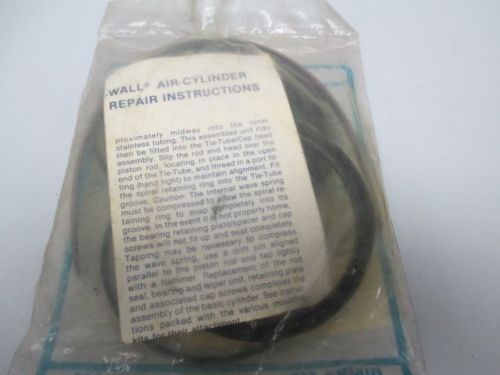 WALL® AIR-CYLINDER
REPAIR INSTRUCTIONS
proximately midway into the inner
stainless tubing. This assembled unit may
then be fitted into the Tie-Tube/Cap head
assembly. Slip the rod end head over the
piston rod, locating in place in the open
end of the Tie-Tube, and thread in a port fit-
ting (hand tight) to maintain alignment. Fit
the spiral retaining ring into the Tie-Tube
groove. Caution: The internal wave spring
must be compressed to allow the spiral re-
taining ring to snap completely into its
groove. In the event it is not properly home,
the bearing retaining plate/spacer and cap
screws will not fit up and seat completely.
Tapping may be necessary to compress
the wave spring, use a drift pin aligned
parallel to the piston rod and tap lightly
with a hammer. Replacement of the rod
seal, bearing and wiper unit, retaining plate
and associated cap screws completes the
assembly of the basic cylinder. See instruc
tions packed with the various mounting
kits for their attachment.